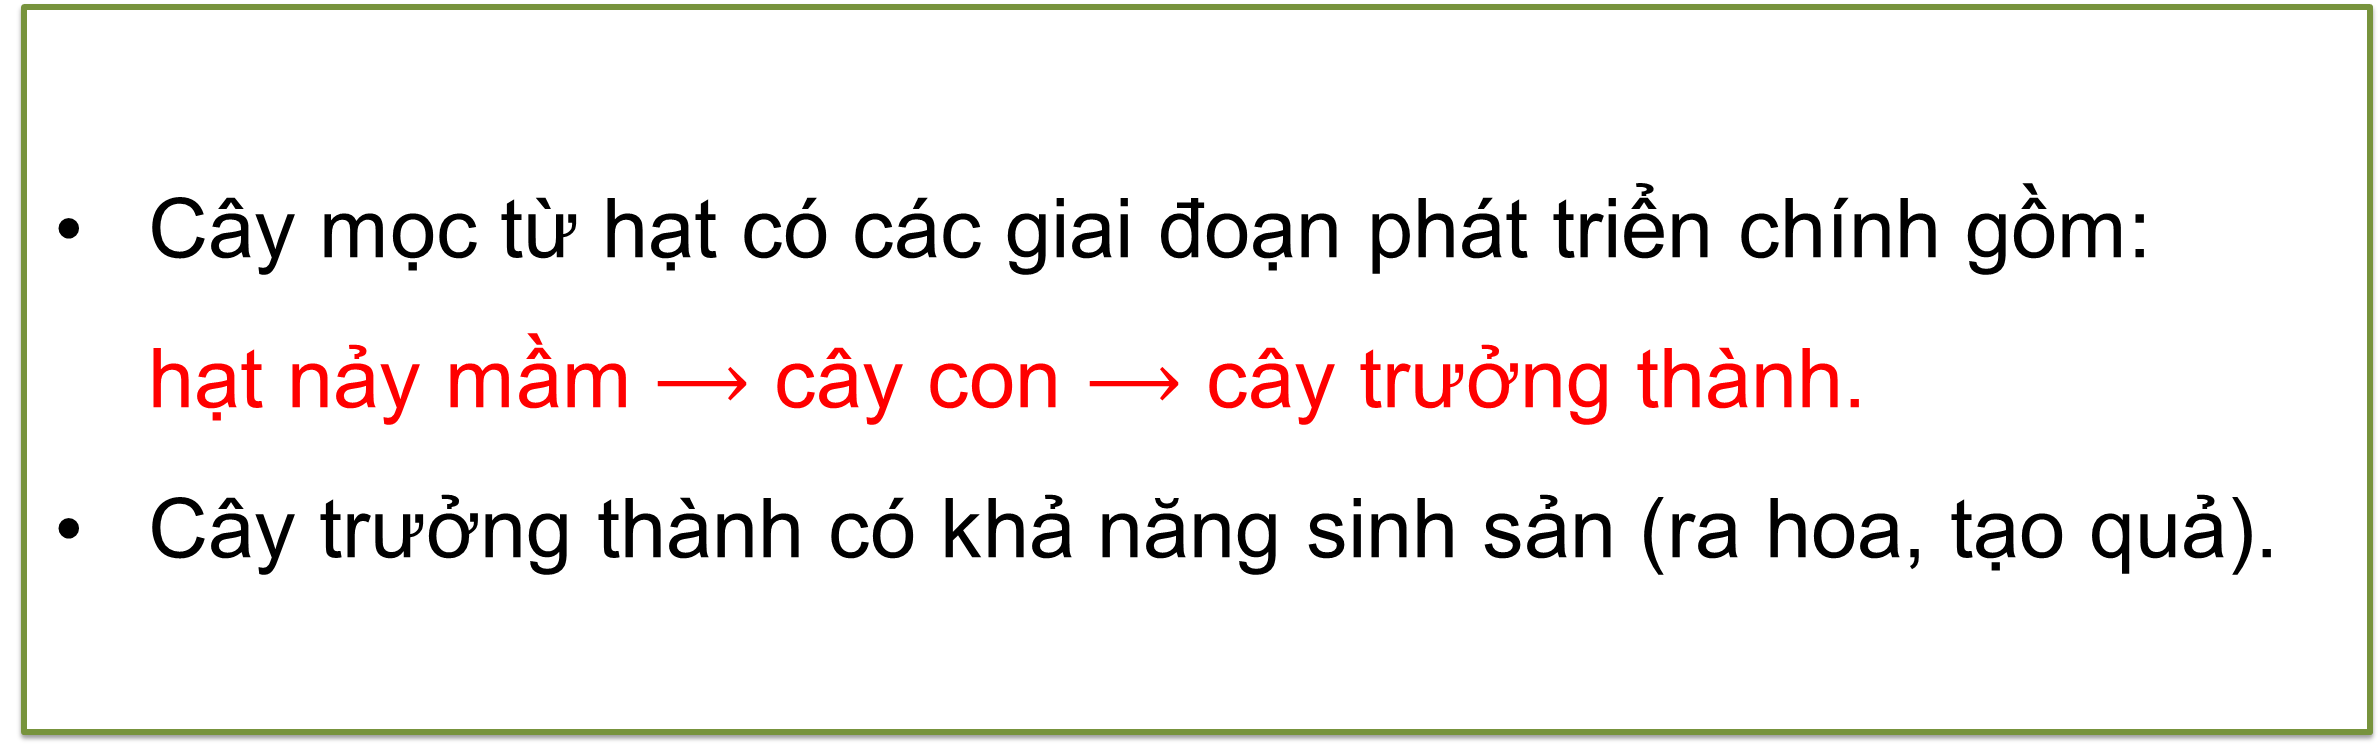 • Cây mọc từ hạt có các giai đoạn phát triển chính gồm:
hạt nảy mầm ⟶ cây con ⟶ cây trưởng thành.
• Cây trưởng thành có khả năng sinh sản (ra hoa, tạo quả).